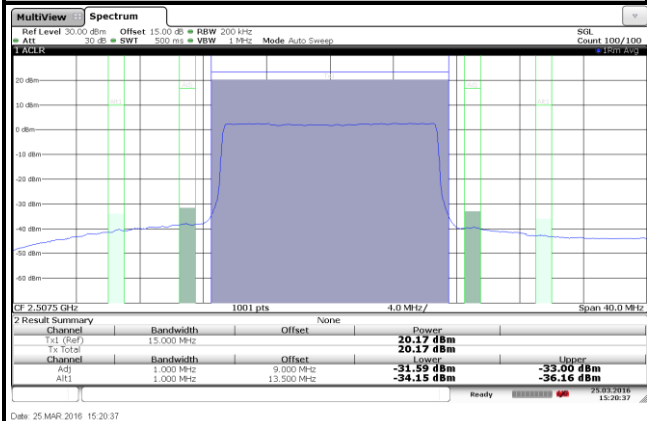 MultiView Spectrum
Ref Level 30.00 dBm Offset 15.00 dB RBW 200 kHz SGL
Att 30 dB SWT 500 ms VBW 1 MHz Mode Auto Sweep Count 100/100
1 ACLR 1Rm Avg
20 dBm
0 dBm
-10 dBm
-20 dBm
-30 dBm
-40 dBm
-50 dBm
-60 dBm
CF 2.5075 GHz 1001 pts 4.0 MHz/ Span 40.0 MHz
2 Result Summary None
Channel Bandwidth Offset Power
Tx1 (Ref) 15.000 MHz 20.17 dBm
Tx Total 20.17 dBm
Channel Bandwidth Offset Lower Upper
Adj 1.000 MHz 9.000 MHz -31.59 dBm -33.00 dBm
Alt1 1.000 MHz 13.500 MHz -34.15 dBm -36.16 dBm
Ready 25.03.2016
15:20:37
Date: 25.MAR.2016 15:20:37